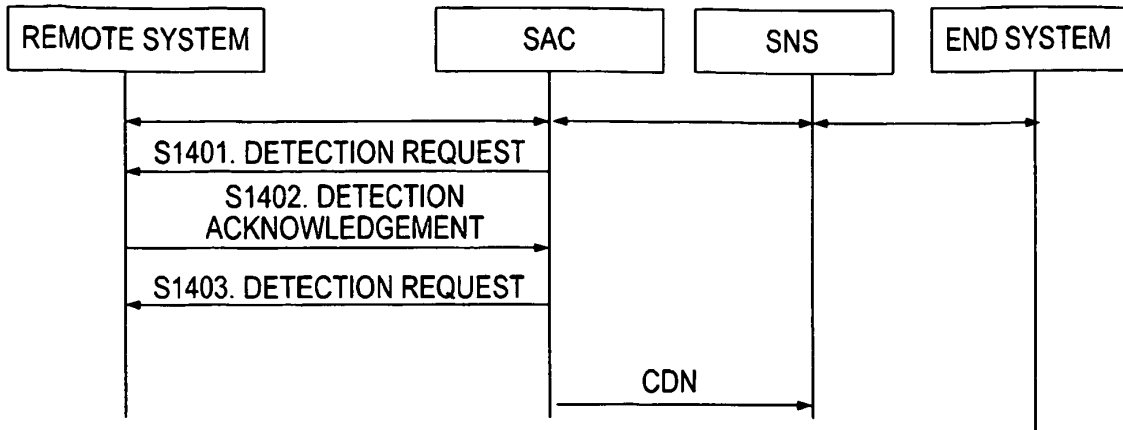 REMOTE SYSTEM
SAC
SNS
END SYSTEM
S1401. DETECTION REQUEST
S1402. DETECTION
ACKNOWLEDGEMENT
S1403. DETECTION REQUEST
CDN